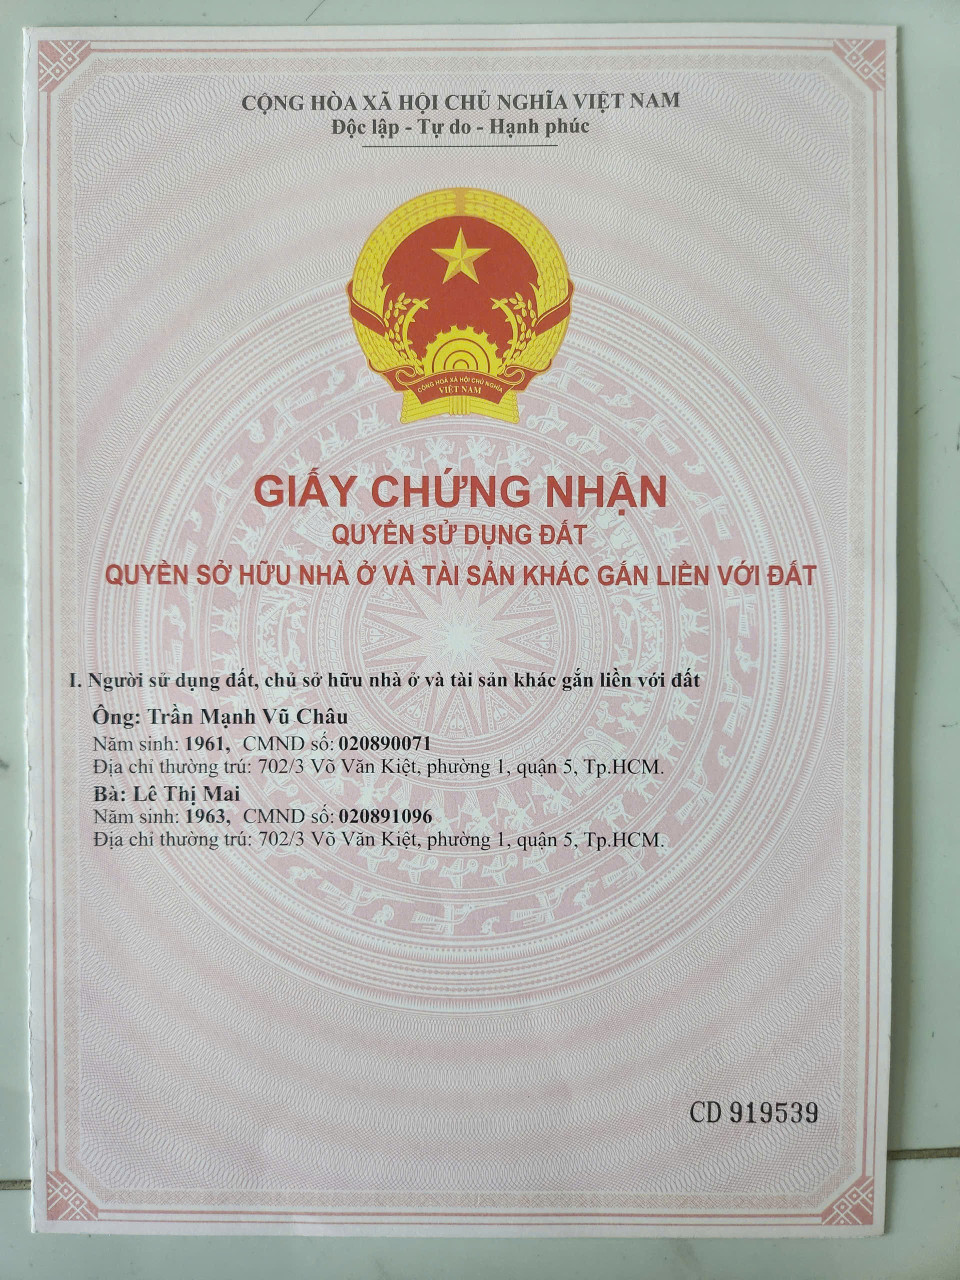 CỘNG HÒA XÃ HỘI CHỦ NGHĨA VIỆT NAM
Độc lập - Tự do - Hạnh phúc
CỘNG HOÀ XÃ HỘI CHỦ NGHĨA
VIỆT NAM
GIẤY CHỨNG NHẬN
QUYỀN SỬ DỤNG ĐẤT
QUYỀN SỞ HỮU NHÀ Ở VÀ TÀI SẢN KHÁC GẮN LIỀN VỚI ĐẤT
I. Người sử dụng đất, chủ sở hữu nhà ở và tài sản khác gắn liền với đất
Ông: Trần Mạnh Vũ Châu
Năm sinh: 1961, CMND số: 020890071
Địa chỉ thường trú: 702/3 Võ Văn Kiệt, phường 1, quận 5, Tp.HCM.
Bà: Lê Thị Mai
Năm sinh: 1963, CMND số: 020891096
Địa chỉ thường trú: 702/3 Võ Văn Kiệt, phường 1, quận 5, Tp.HCM.
CD 919539